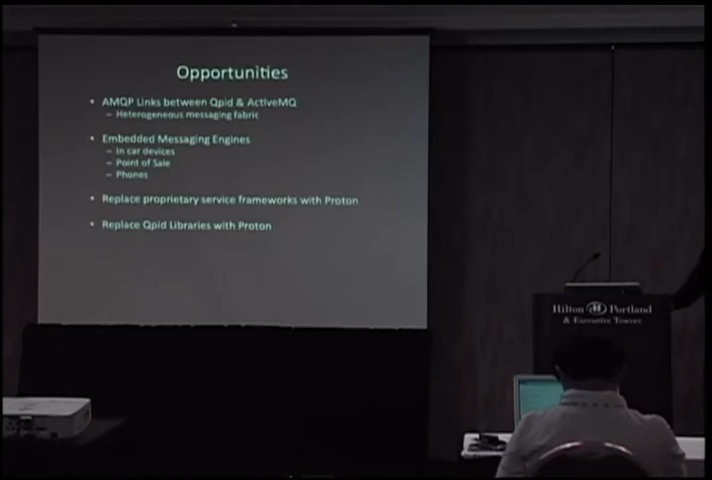 Opportunities
• AMQP Links between Qpid & ActiveMQ
– Heterogeneous messaging fabric
• Embedded Messaging Engines
– In car devices
– Point of Sale
– Phones
• Replace proprietary service frameworks with Proton
• Replace Qpid Libraries with Proton
Hilton Portland
& Executive Tower